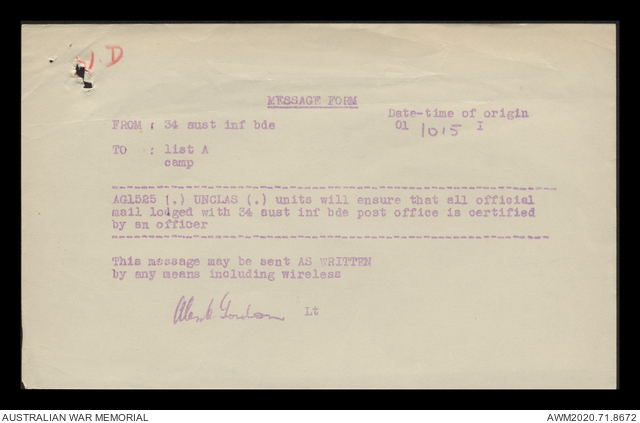 D
MESSAGE FORM
Date-time of origin
FROM : 34 aust inf bde
01 1015 I
TO : list A
camp
AG1525 (.) UNCLAS (.) units will ensure that all official
mail lodged with 34 aust inf bde post office is certified
by an officer
This message may be sent AS WRITTEN
by any means including wireless
Gordon Lt
AUSTRALIAN WAR MEMORIAL
AWM2020.71.8672